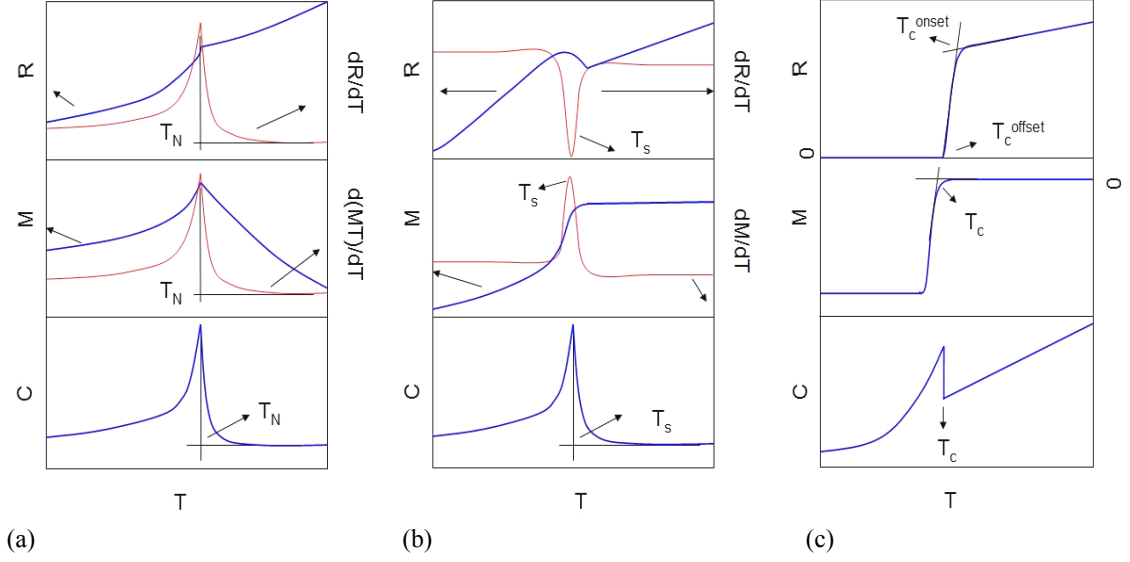 R
dR/dT
T_N
M
d(MT)/dT
T_N
C
T_N
T
(a)
R
dR/dT
T_s
T_s
M
dM/dT
C
T_s
T
(b)
T_c^onset
R
T_c^offset
0
0
M
T_c
C
T_c
T
(c)